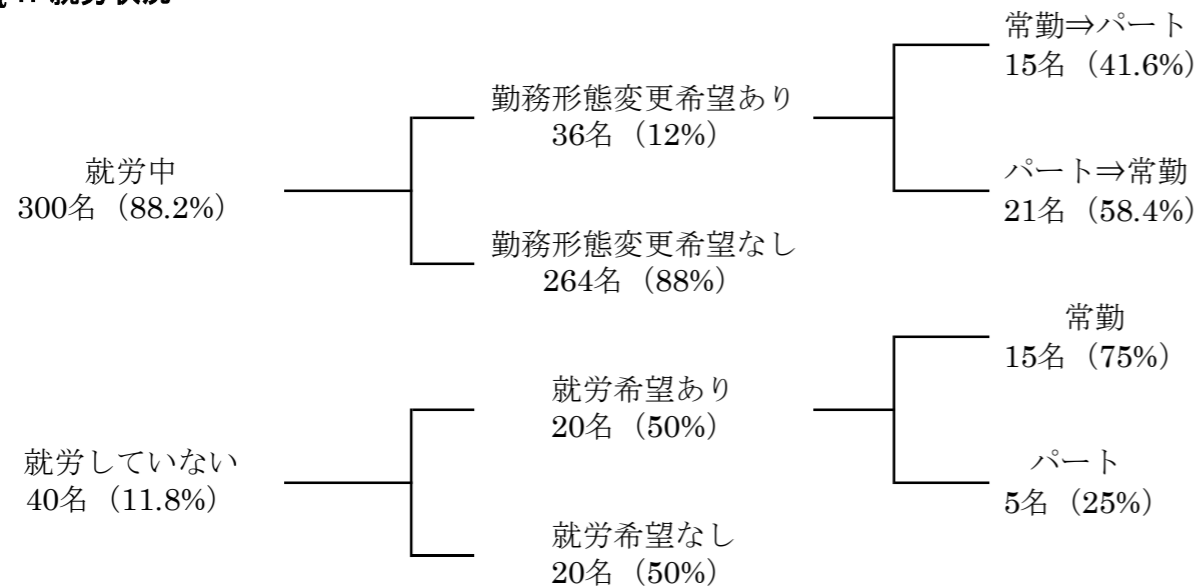 就労中
300名（88.2%）
勤務形態変更希望あり
36名（12%）
常勤⇒パート
15名（41.6%）
パート⇒常勤
21名（58.4%）
勤務形態変更希望なし
264名（88%）
就労していない
40名（11.8%）
就労希望あり
20名（50%）
常勤
15名（75%）
パート
5名（25%）
就労希望なし
20名（50%）